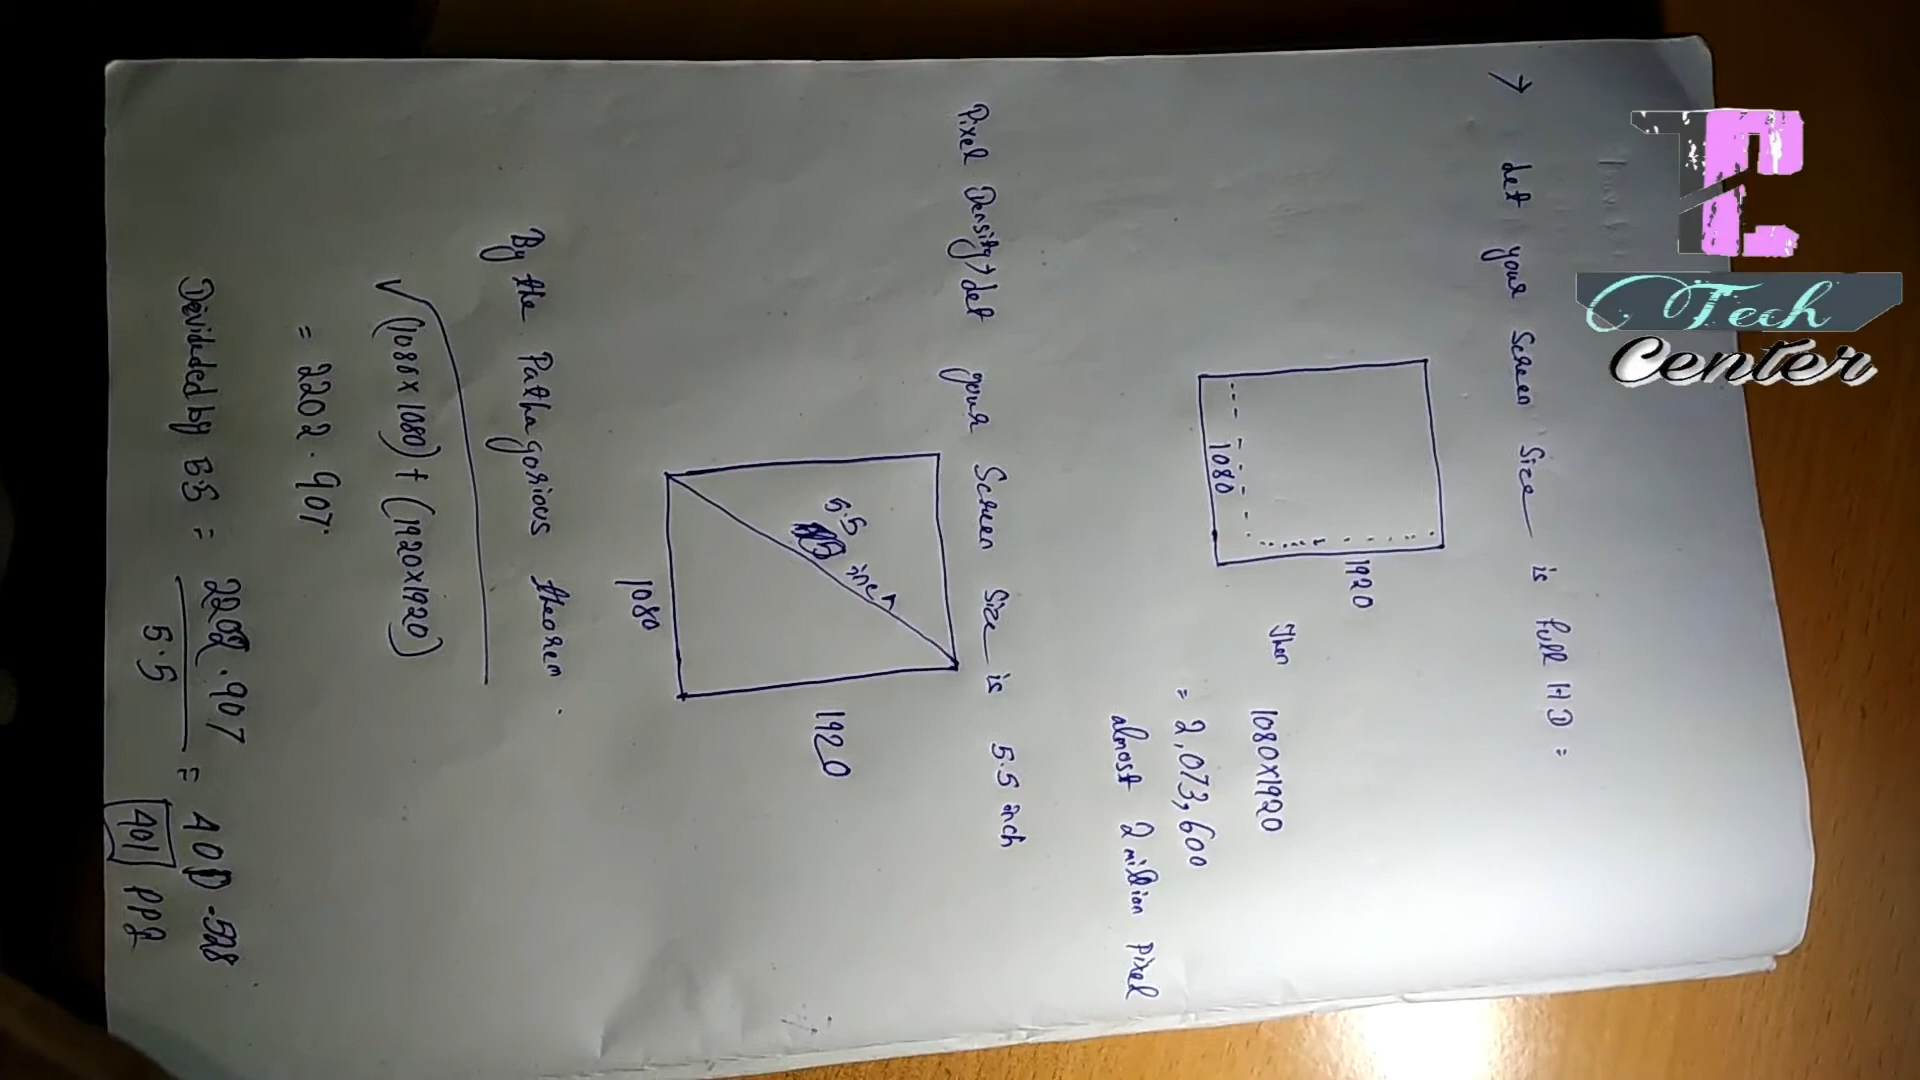 → Let your Screen Size is full HD =
1920
1080
Then 1080x1920
= 2,073,600
almost 2 million Pixel
Pixel Density → Let your Screen Size is 5.5 inch
5.5
inch
1920
1080
By the Pathagorious theorem.
√(1080x1080)+(1920x1920)
= 2202.907
Devideded by 5.5 = 2202.907 / 5.5 = 400.528
401 PPI
TC
Tech
Center